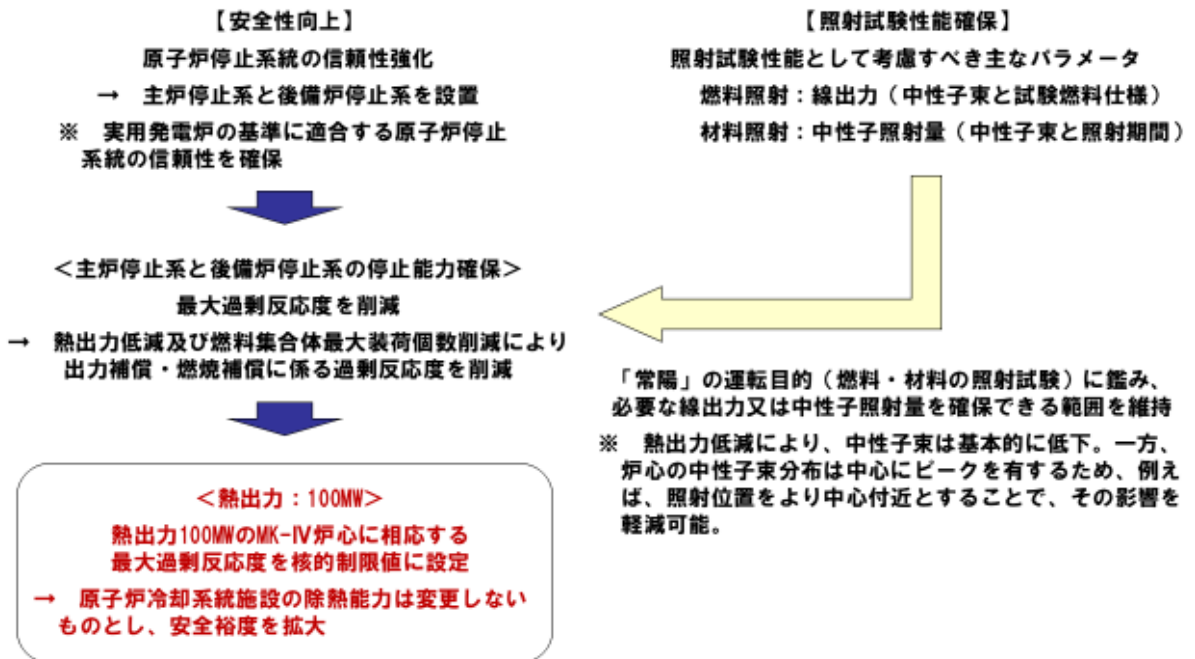 【安全性向上】
原子炉停止系統の信頼性強化
→ 主炉停止系と後備炉停止系を設置
※ 実用発電炉の基準に適合する原子炉停止
系統の信頼性を確保
＜主炉停止系と後備炉停止系の停止能力確保＞
最大過剰反応度を削減
→ 熱出力低減及び燃料集合体最大装荷個数削減により
出力補償・燃焼補償に係る過剰反応度を削減
＜熱出力：100MW＞
熱出力100MWのMK-Ⅳ炉心に相応する
最大過剰反応度を核的制限値に設定
→ 原子炉冷却系統施設の除熱能力は変更しない
ものとし、安全裕度を拡大
【照射試験性能確保】
照射試験性能として考慮すべき主なパラメータ
燃料照射：線出力（中性子束と試験燃料仕様）
材料照射：中性子照射量（中性子束と照射期間）
「常陽」の運転目的（燃料・材料の照射試験）に鑑み、
必要な線出力又は中性子照射量を確保できる範囲を維持
※ 熱出力低減により、中性子束は基本的に低下。一方、
炉心の中性子束分布は中心にピークを有するため、例え
ば、照射位置をより中心付近とすることで、その影響を
軽減可能。